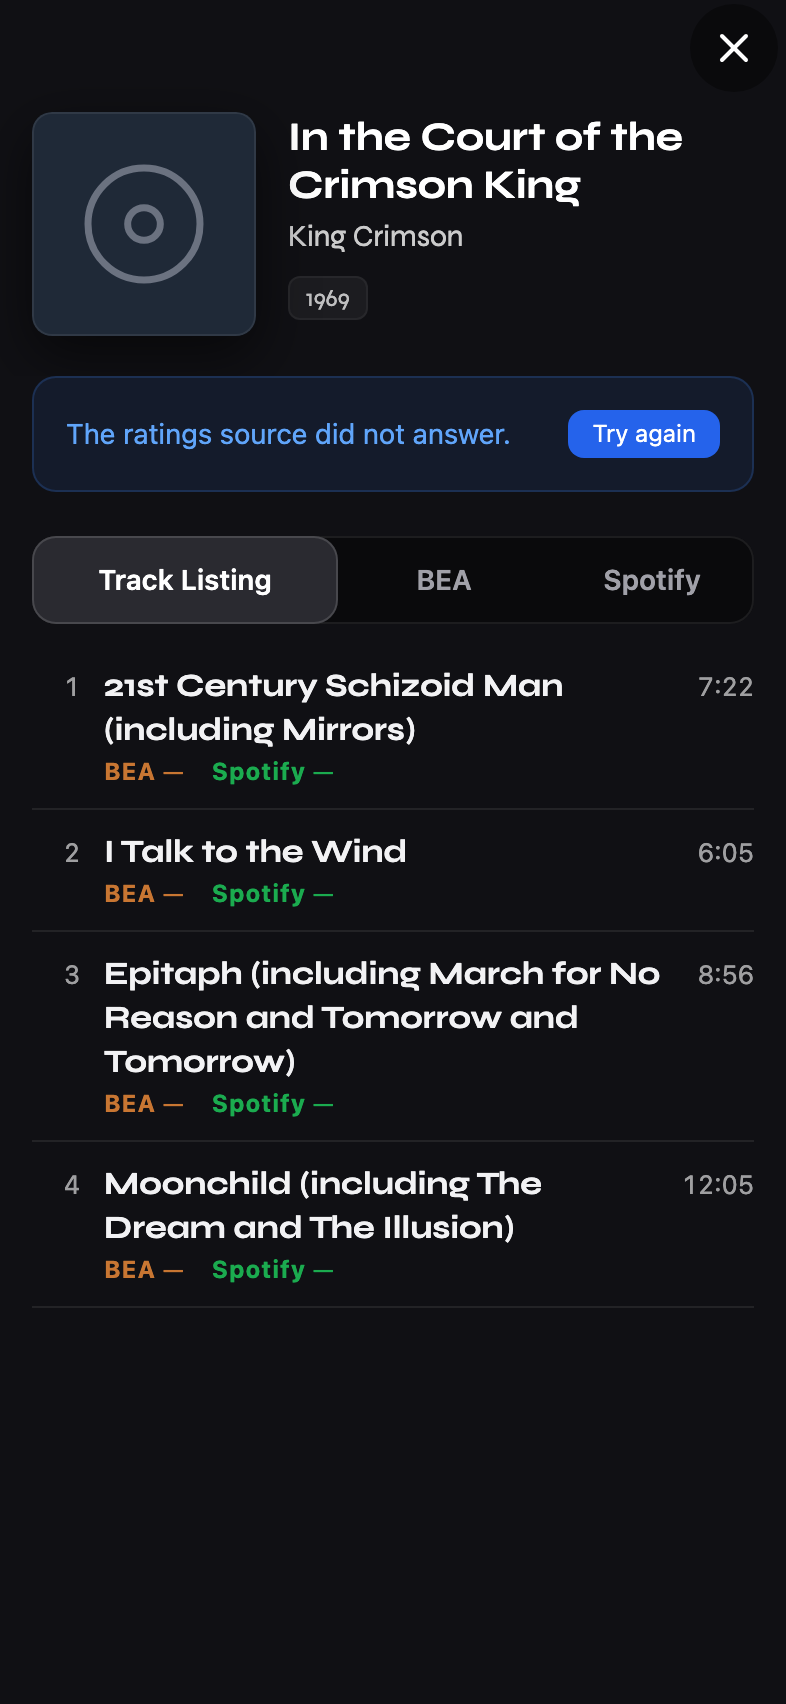 In the Court of the
Crimson King
King Crimson
1969
The ratings source did not answer.
Try again
Track Listing
BEA
Spotify
1 21st Century Schizoid Man 7:22
(including Mirrors)
BEA — Spotify —
2 I Talk to the Wind 6:05
BEA — Spotify —
3 Epitaph (including March for No 8:56
Reason and Tomorrow and
Tomorrow)
BEA — Spotify —
4 Moonchild (including The 12:05
Dream and The Illusion)
BEA — Spotify —